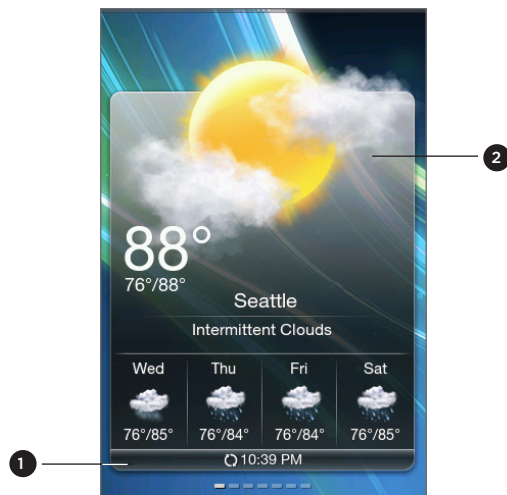 2
88°
76°/88°
Seattle
Intermittent Clouds
Wed Thu Fri Sat
76°/85° 76°/84° 76°/84° 76°/85°
1 10:39 PM